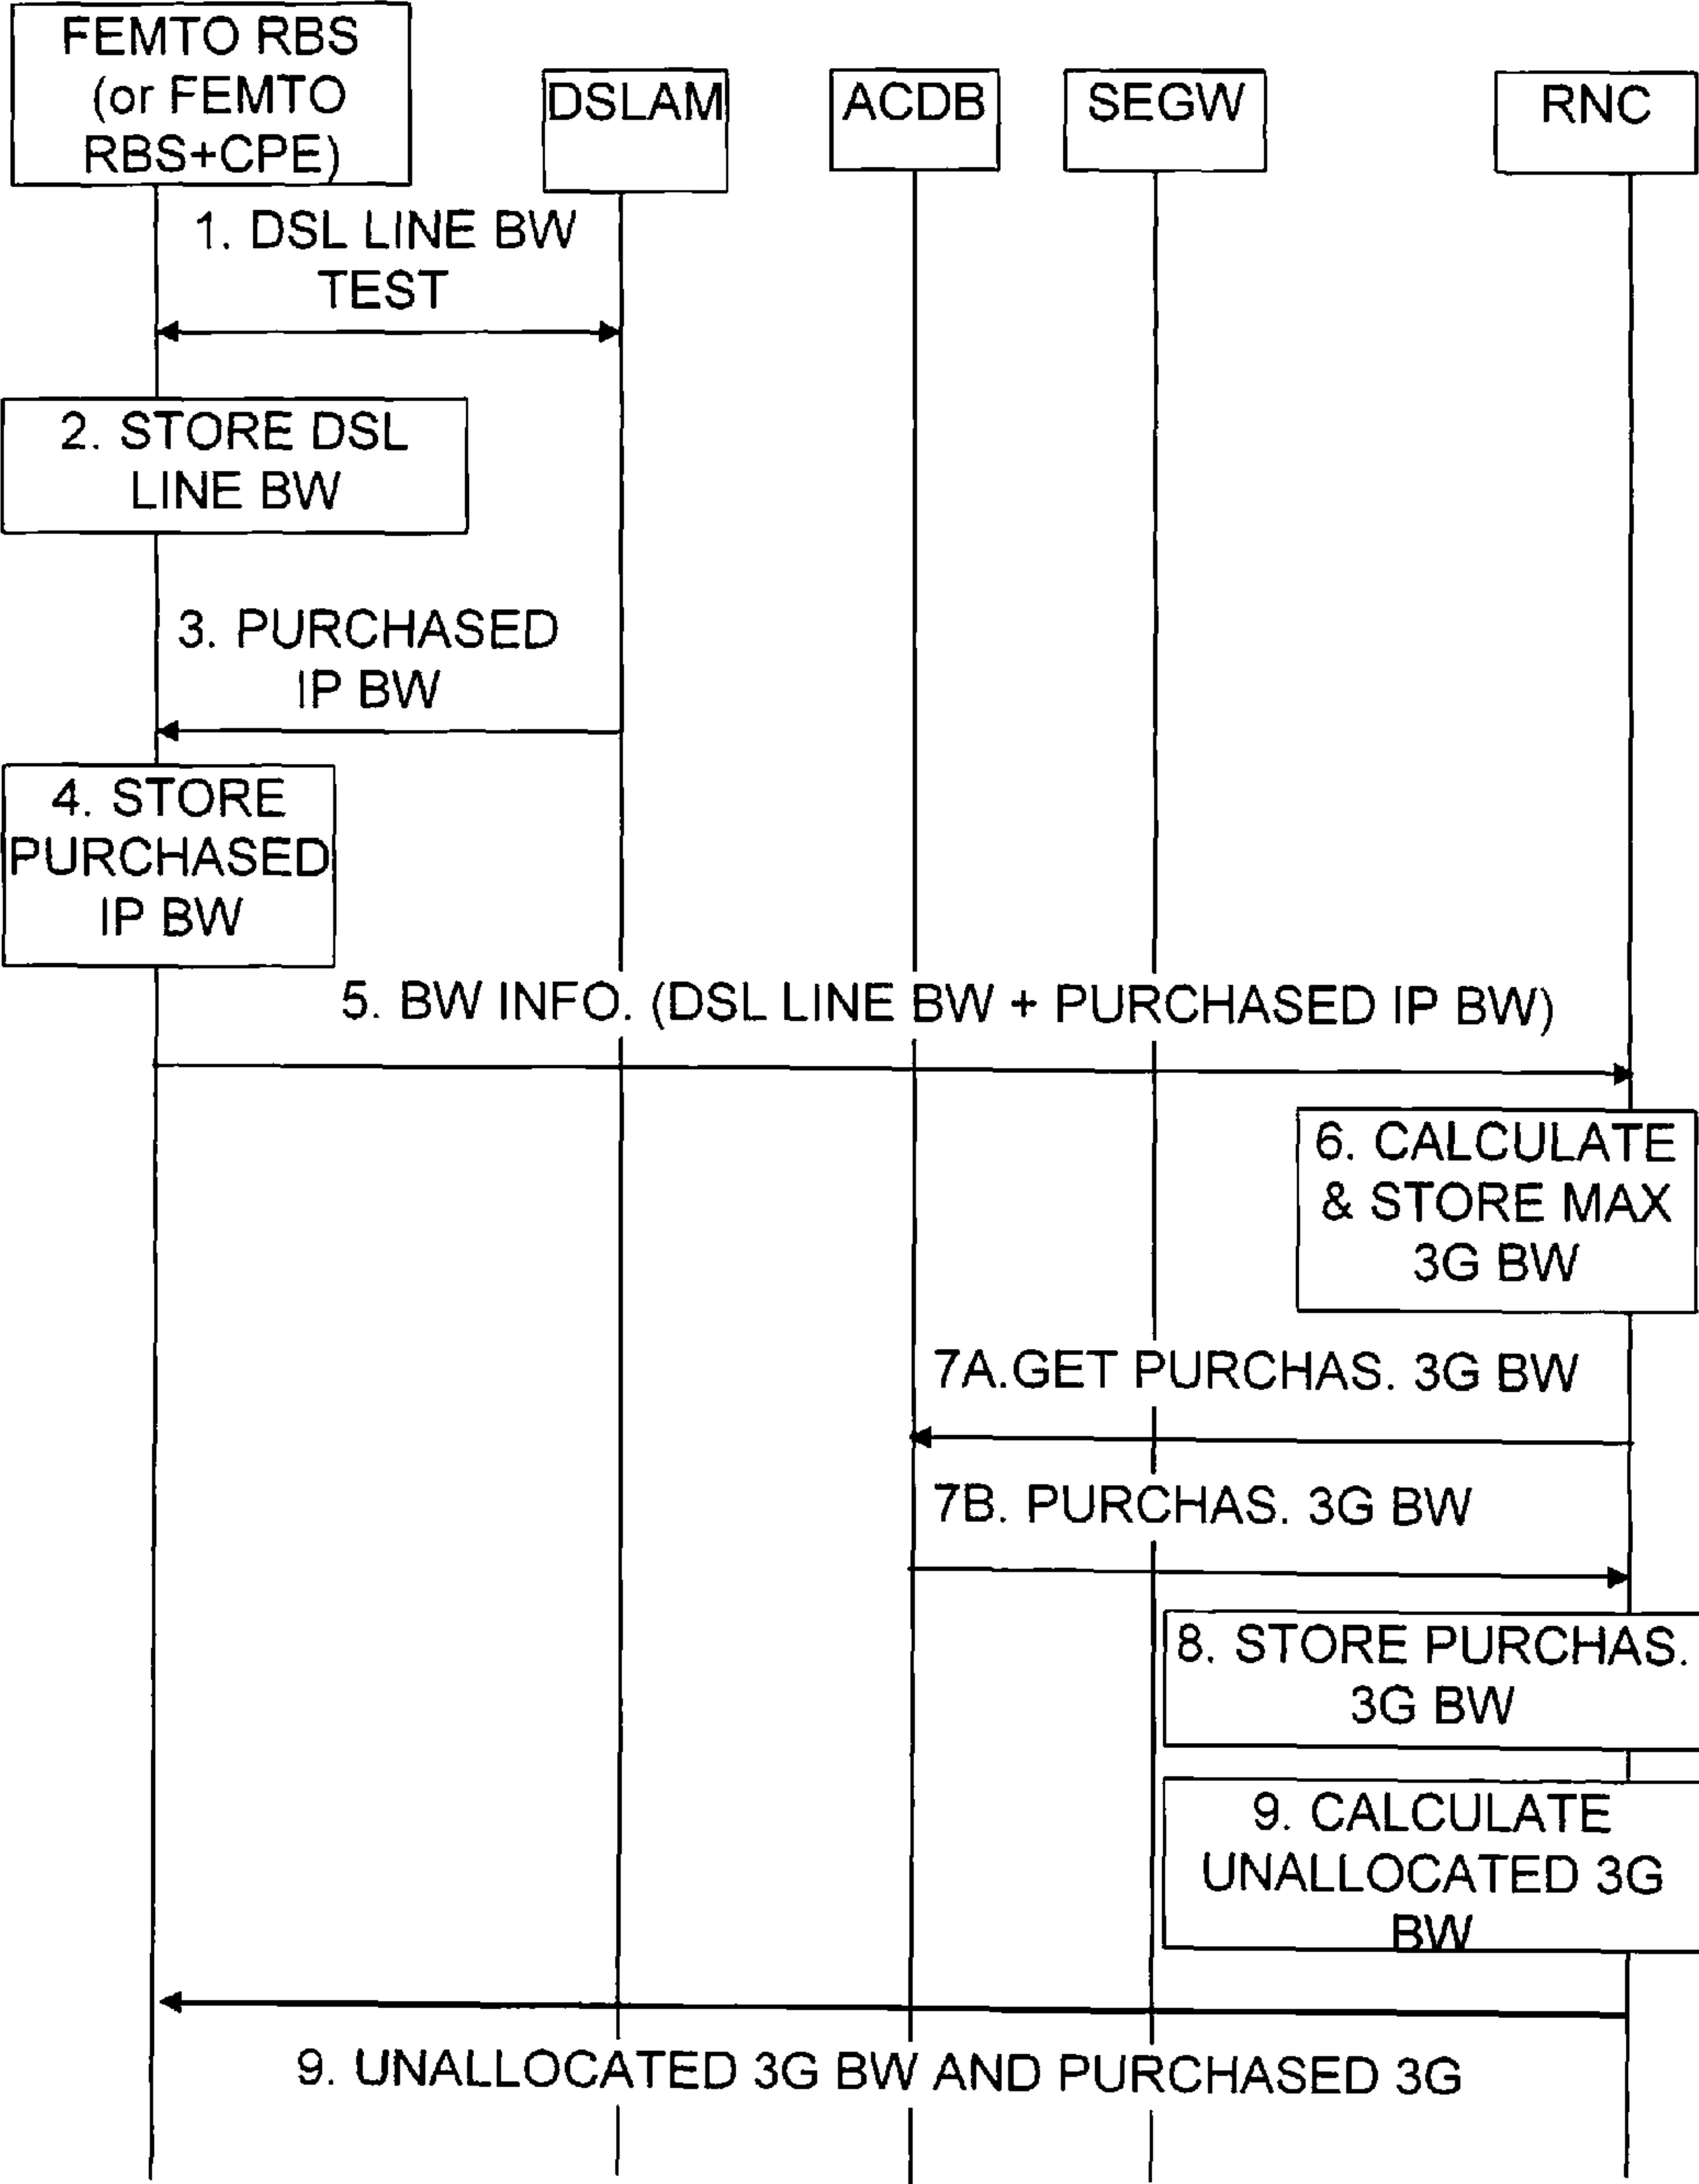 FEMTO RBS
(or FEMTO
RBS+CPE)
DSLAM
ACDB
SEGW
RNC
1. DSL LINE BW
TEST
2. STORE DSL
LINE BW
3. PURCHASED
IP BW
4. STORE
PURCHASED
IP BW
5. BW INFO. (DSL LINE BW + PURCHASED IP BW)
6. CALCULATE
& STORE MAX
3G BW
7A.GET PURCHAS. 3G BW
7B. PURCHAS. 3G BW
8. STORE PURCHAS.
3G BW
9. CALCULATE
UNALLOCATED 3G
BW
9. UNALLOCATED 3G BW AND PURCHASED 3G